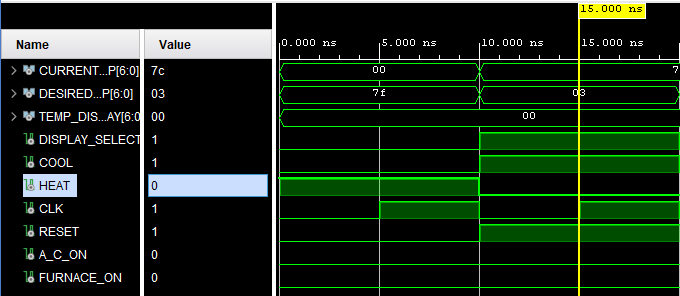 15.000 ns
Name Value
0.000 ns 5.000 ns 10.000 ns 15.000 ns
CURRENT...P[6:0] 7c 00 7
DESIRED...P[6:0] 03 7f 03
TEMP_DIS...AY[6:0 00 00
DISPLAY_SELECT 1
COOL 1
HEAT 0
CLK 1
RESET 1
A_C_ON 0
FURNACE_ON 0